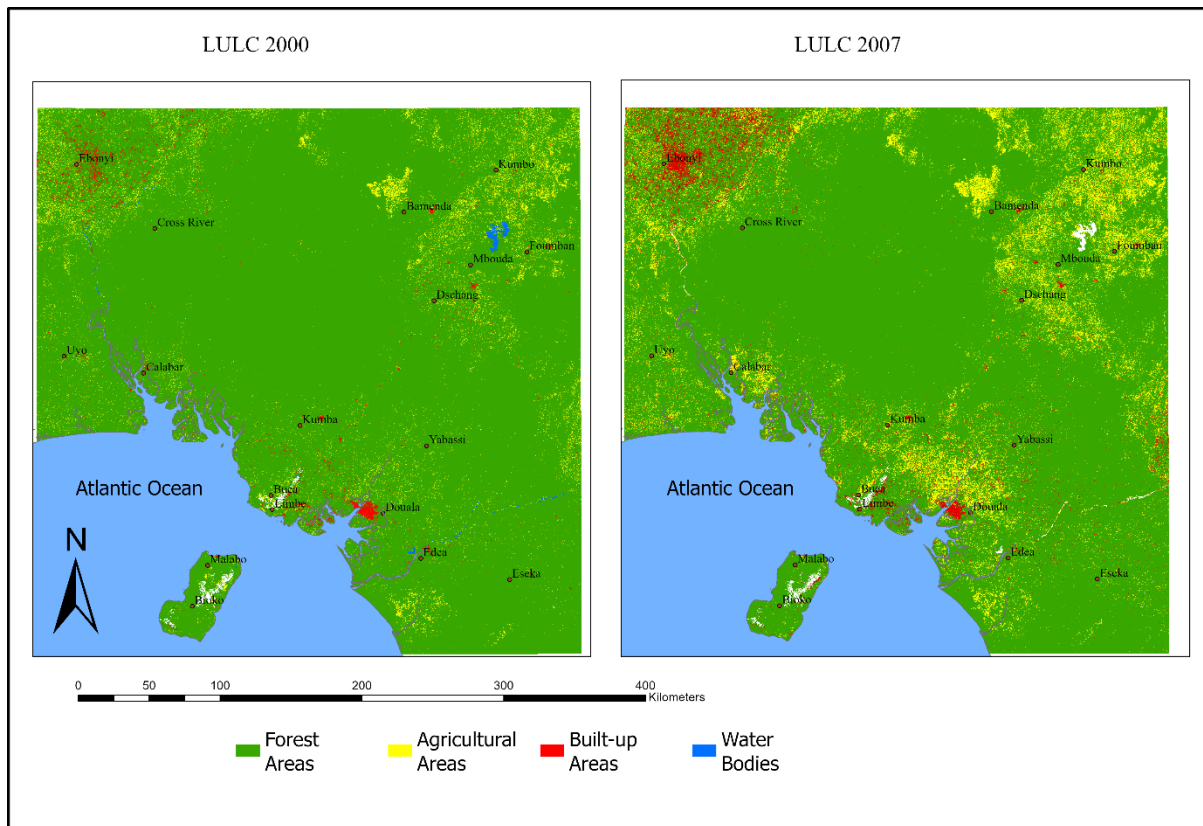 LULC 2000
LULC 2007
Ebonyi
Kumbo
Bamenda
Cross River
Foumban
Mbouda
Dschang
Uyo
Calabar
Kumba
Yabassi
Buea
Limbe
Douala
Atlantic Ocean
Edea
Eseka
Malabo
Bioko
N
Ebonyi
Kumbo
Bamenda
Cross River
Foumban
Mbouda
Dschang
Uyo
Calabar
Kumba
Yabassi
Buea
Limbe
Douala
Atlantic Ocean
Edea
Eseka
Malabo
Bioko
0 50 100 200 300 400
Kilometers
Forest
Areas
Agricultural
Areas
Built-up
Areas
Water
Bodies